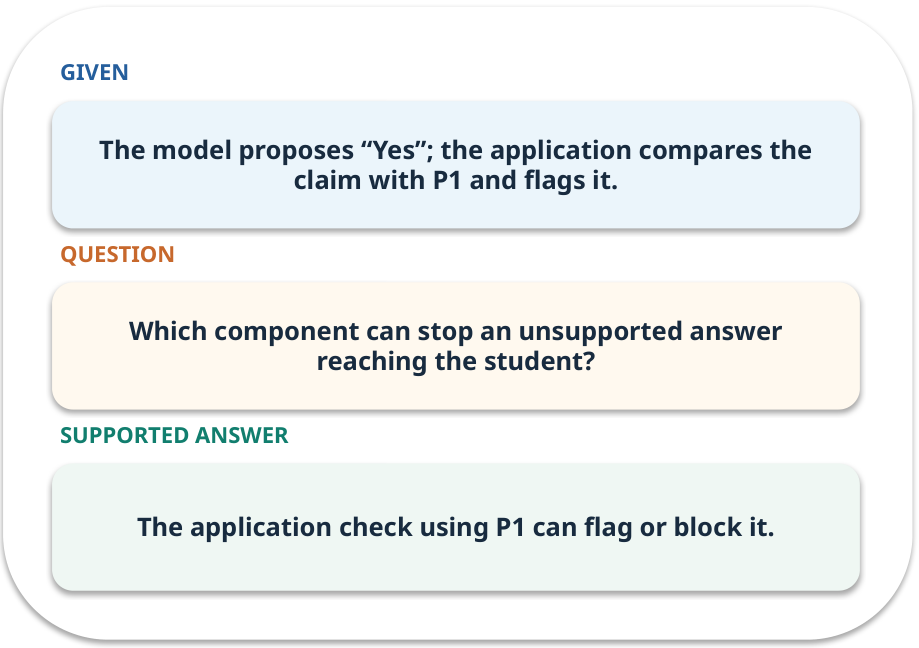 GIVEN
The model proposes “Yes”; the application compares the
claim with P1 and flags it.
QUESTION
Which component can stop an unsupported answer
reaching the student?
SUPPORTED ANSWER
The application check using P1 can flag or block it.